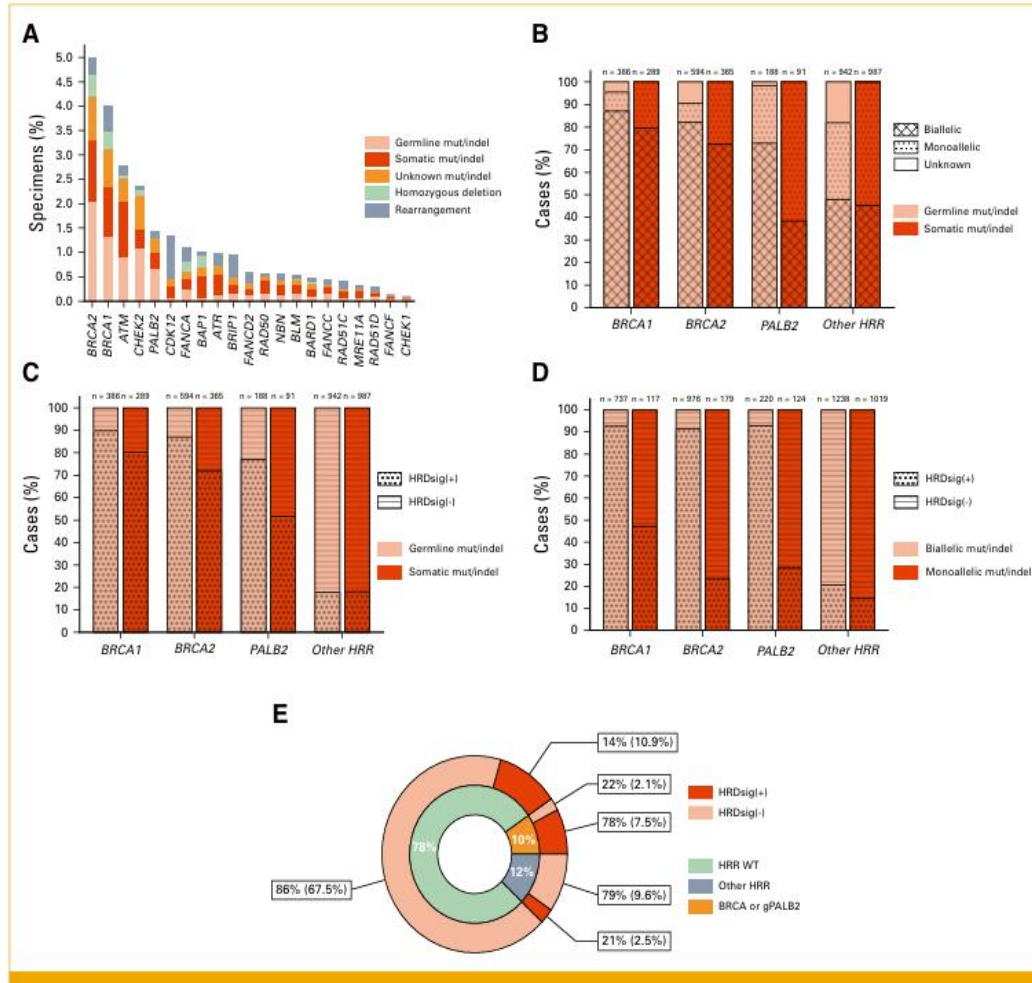 A
Specimens (%)
5.0
4.5
4.0
3.5
3.0
2.5
2.0
1.5
1.0
0.5
0.0
Germline mut/indel
Somatic mut/indel
Unknown mut/indel
Homozygous deletion
Rearrangement
BRCA2
BRCA1
ATM
CHEK2
PALB2
CDK12
FANCA
BAP1
ATR
BRIP1
FANCD2
RAD50
NBN
BLM
BARD1
FANCC
RAD51C
MRE11A
RAD51D
FANCF
CHEK1
B
n = 386 n = 289 n = 594 n = 365 n = 188 n = 91 n = 942 n = 987
Cases (%)
100
90
80
70
60
50
40
30
20
10
0
Biallelic
Monoallelic
Unknown
Germline mut/indel
Somatic mut/indel
BRCA1 BRCA2 PALB2 Other HRR
C
n = 386 n = 289 n = 594 n = 365 n = 188 n = 91 n = 942 n = 987
Cases (%)
100
90
80
70
60
50
40
30
20
10
0
HRDsig(+)
HRDsig(-)
Germline mut/indel
Somatic mut/indel
BRCA1 BRCA2 PALB2 Other HRR
D
n = 737 n = 117 n = 976 n = 179 n = 220 n = 124 n = 1238 n = 1019
Cases (%)
100
90
80
70
60
50
40
30
20
10
0
HRDsig(+)
HRDsig(-)
Biallelic mut/indel
Monoallelic mut/indel
BRCA1 BRCA2 PALB2 Other HRR
E
14% (10.9%)
22% (2.1%)
78% (7.5%)
79% (9.6%)
21% (2.5%)
86% (67.5%)
78%
10%
12%
HRDsig(+)
HRDsig(-)
HRR WT
Other HRR
BRCA or gPALB2